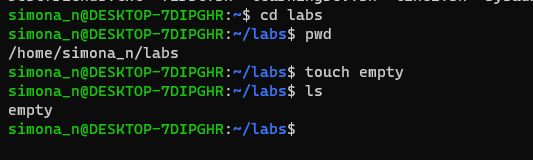 simona_n@DESKTOP-7DIPGHR:~$ cd labs
simona_n@DESKTOP-7DIPGHR:~/labs$ pwd
/home/simona_n/labs
simona_n@DESKTOP-7DIPGHR:~/labs$ touch empty
simona_n@DESKTOP-7DIPGHR:~/labs$ ls
empty
simona_n@DESKTOP-7DIPGHR:~/labs$